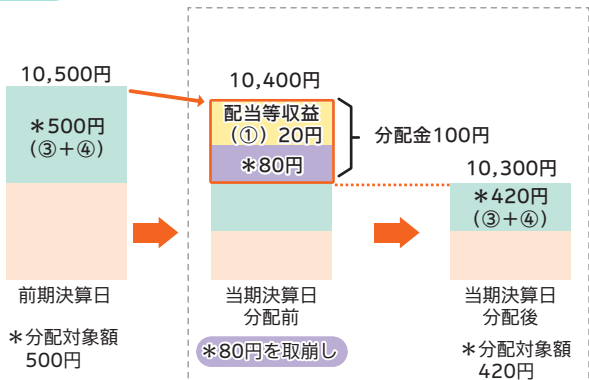 10,500円
＊500円
（③＋④）
前期決算日
＊分配対象額
500円
10,400円
配当等収益
（①）20円
＊80円
分配金100円
当期決算日
分配前
＊80円を取崩し
10,300円
＊420円
（③＋④）
当期決算日
分配後
＊分配対象額
420円